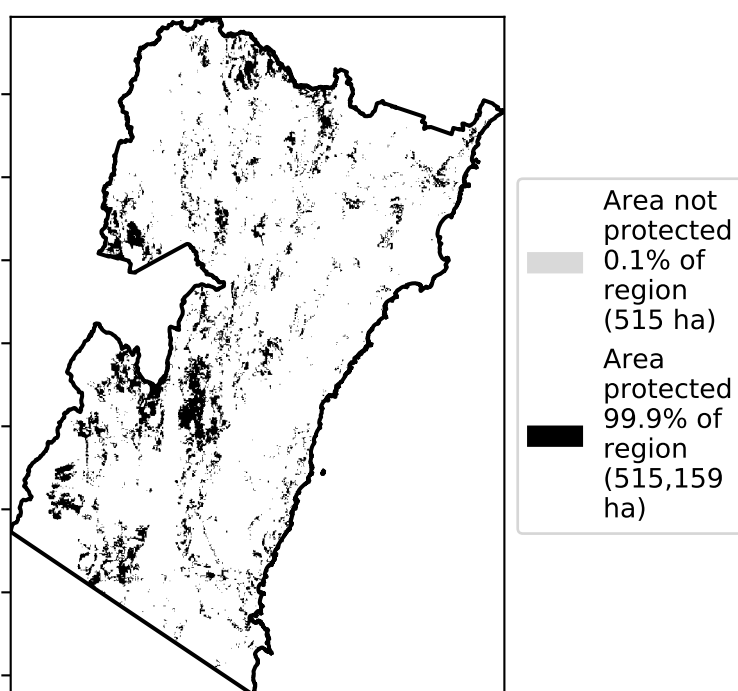 Area not
protected
0.1% of
region
(515 ha)
Area
protected
99.9% of
region
(515,159
ha)